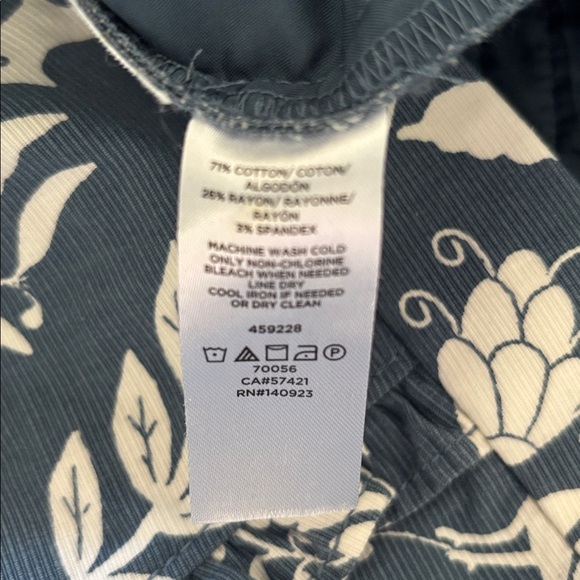 71% COTTON/ COTON/
ALGODÓN
26% RAYON/ RAYONNE/
RAYÓN
3% SPANDEX
MACHINE WASH COLD
ONLY NON-CHLORINE
BLEACH WHEN NEEDED
LINE DRY
COOL IRON IF NEEDED
OR DRY CLEAN
459228
P
70056
CA#57421
RN#140923